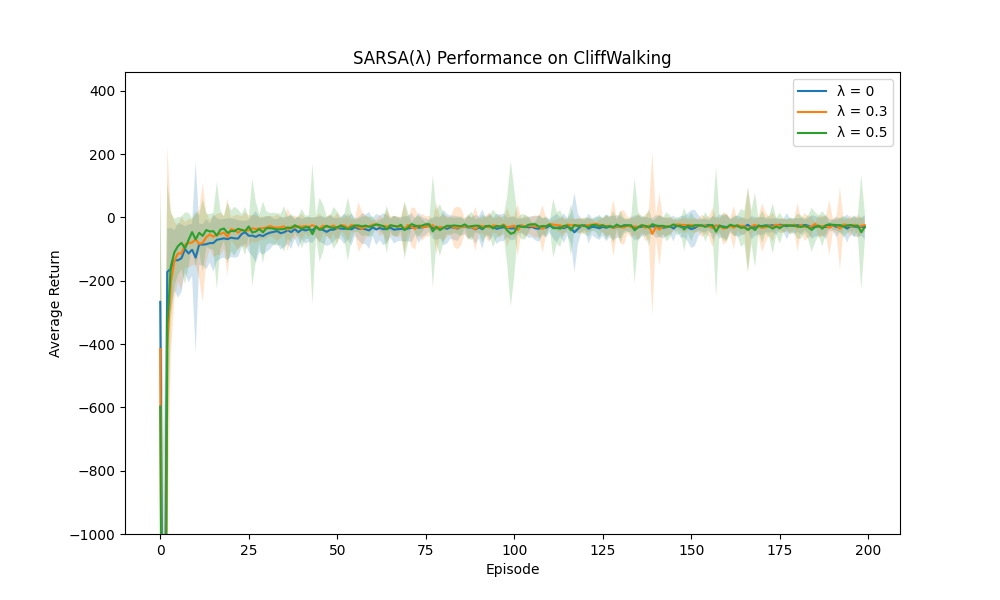 SARSA(λ) Performance on CliffWalking
λ = 0
λ = 0.3
λ = 0.5
Average Return
400
200
0
−200
−400
−600
−800
−1000
0 25 50 75 100 125 150 175 200
Episode